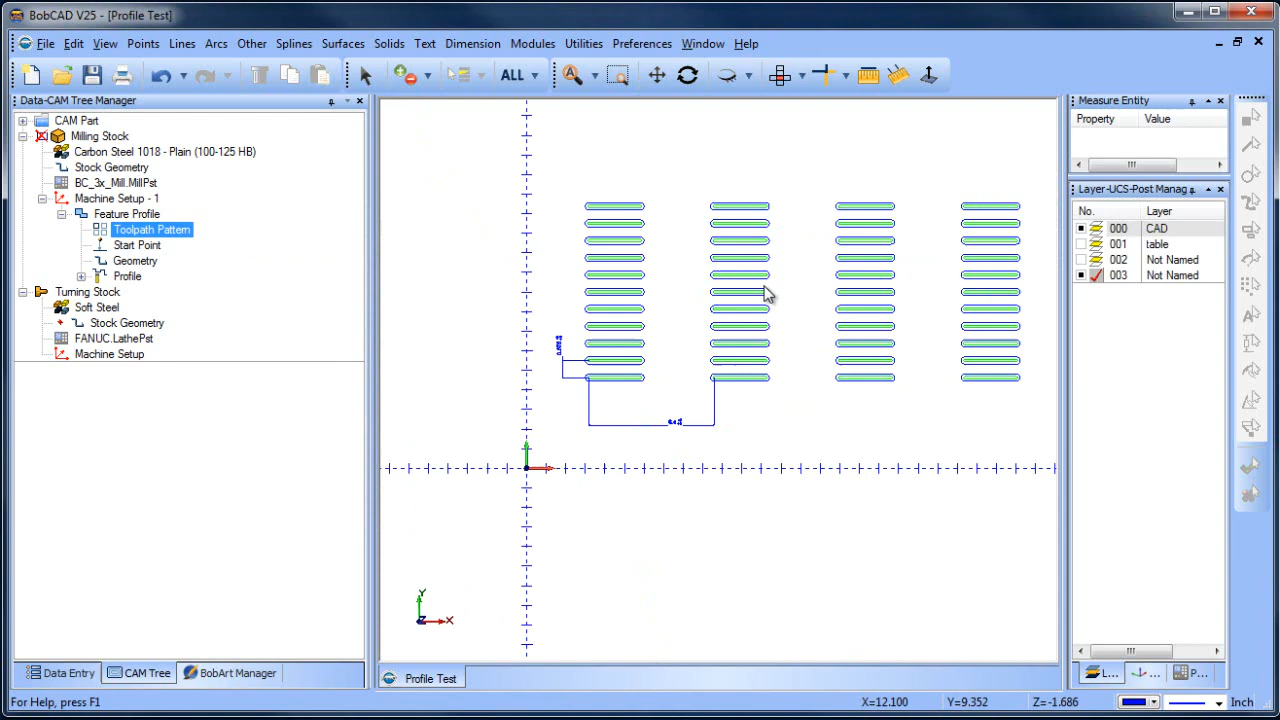 BobCAD V25 - [Profile Test]
File Edit View Points Lines Arcs Other Splines Surfaces Solids Text Dimension Modules Utilities Preferences Window Help
ALL
Data-CAM Tree Manager
CAM Part
Milling Stock
Carbon Steel 1018 - Plain (100-125 HB)
Stock Geometry
BC_3x_Mill.MillPst
Machine Setup - 1
Feature Profile
Toolpath Pattern
Start Point
Geometry
Profile
Turning Stock
Soft Steel
Stock Geometry
FANUC.LathePst
Machine Setup
Data Entry CAM Tree BobArt Manager
Y
Z X
Profile Test
Measure Entity
Property Value
Layer-UCS-Post Manag
No. Layer
000 CAD
001 table
002 Not Named
003 Not Named
L... ... P...
For Help, press F1
X=12.100 Y=9.352 Z=-1.686 Inch